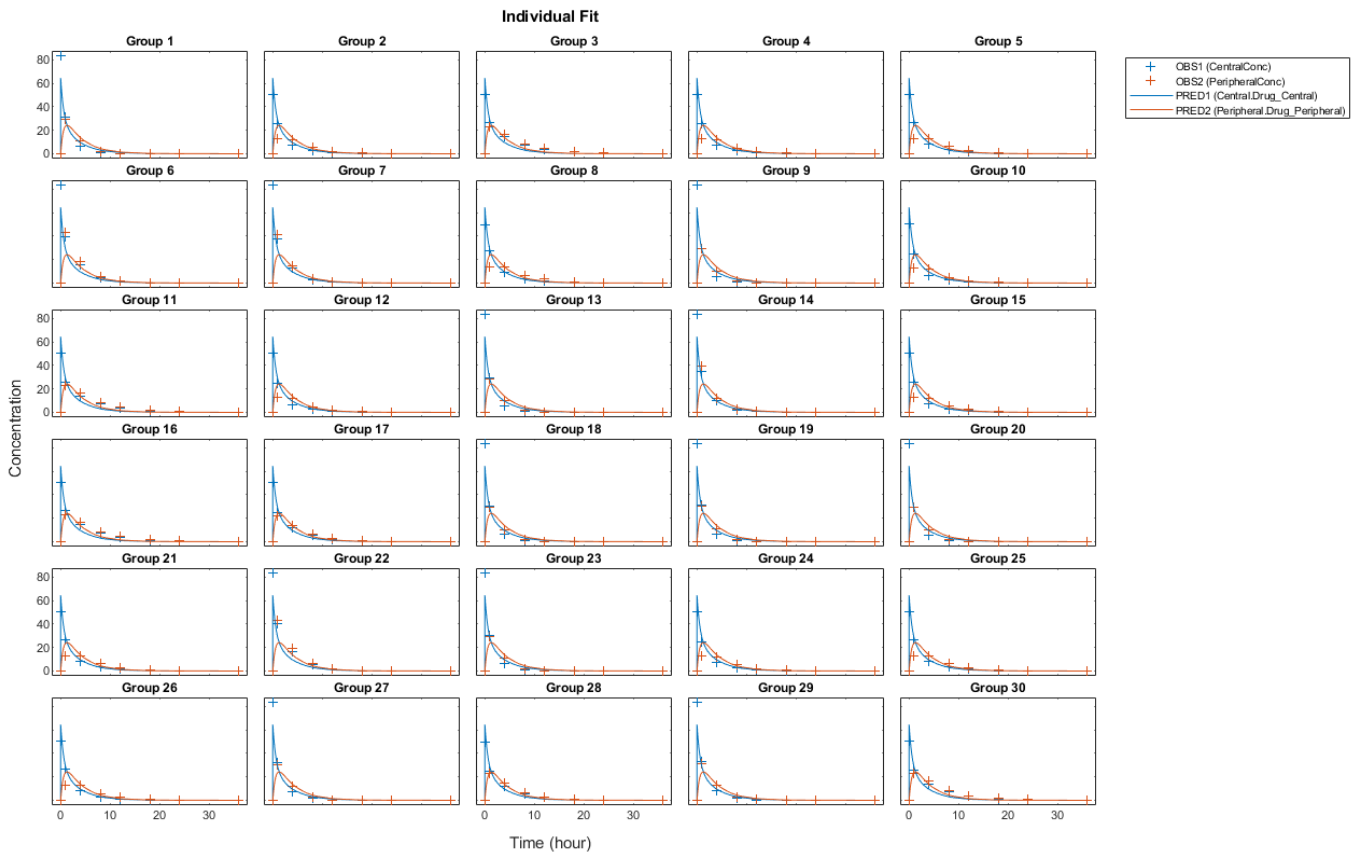 Individual Fit
Group 1 Group 2 Group 3 Group 4 Group 5
80
60
40
20
0
OBS1 (CentralConc)
OBS2 (PeripheralConc)
PRED1 (Central.Drug_Central)
PRED2 (Peripheral.Drug_Peripheral)
Group 6 Group 7 Group 8 Group 9 Group 10
Group 11 Group 12 Group 13 Group 14 Group 15
80
60
40
20
0
Concentration
Group 16 Group 17 Group 18 Group 19 Group 20
Group 21 Group 22 Group 23 Group 24 Group 25
80
60
40
20
0
Group 26 Group 27 Group 28 Group 29 Group 30
0 10 20 30 0 10 20 30 0 10 20 30
Time (hour)